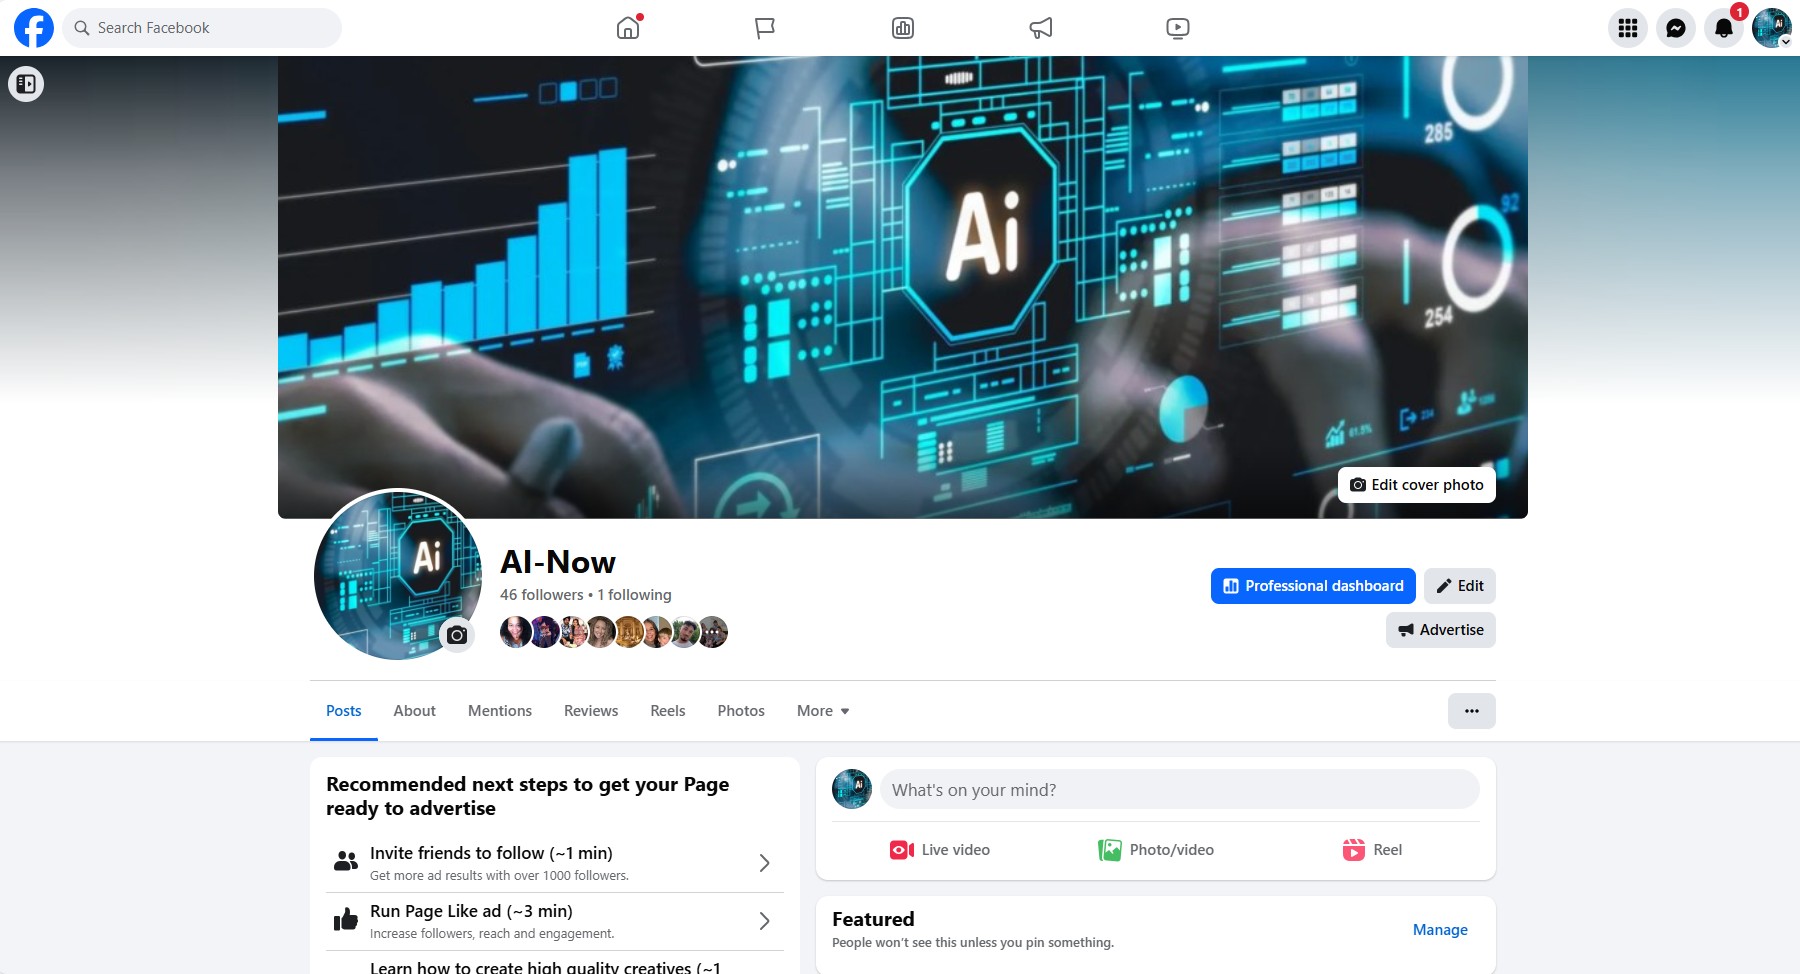 Search Facebook
1
285
92
254
61.5%
234
Ai
Edit cover photo
Ai
AI-Now
46 followers • 1 following
Professional dashboard
Edit
Advertise
Posts
About
Mentions
Reviews
Reels
Photos
More
Recommended next steps to get your Page
ready to advertise
Invite friends to follow (~1 min)
Get more ad results with over 1000 followers.
Run Page Like ad (~3 min)
Increase followers, reach and engagement.
Learn how to create high quality creatives (~1
What's on your mind?
Live video
Photo/video
Reel
Featured
People won't see this unless you pin something.
Manage